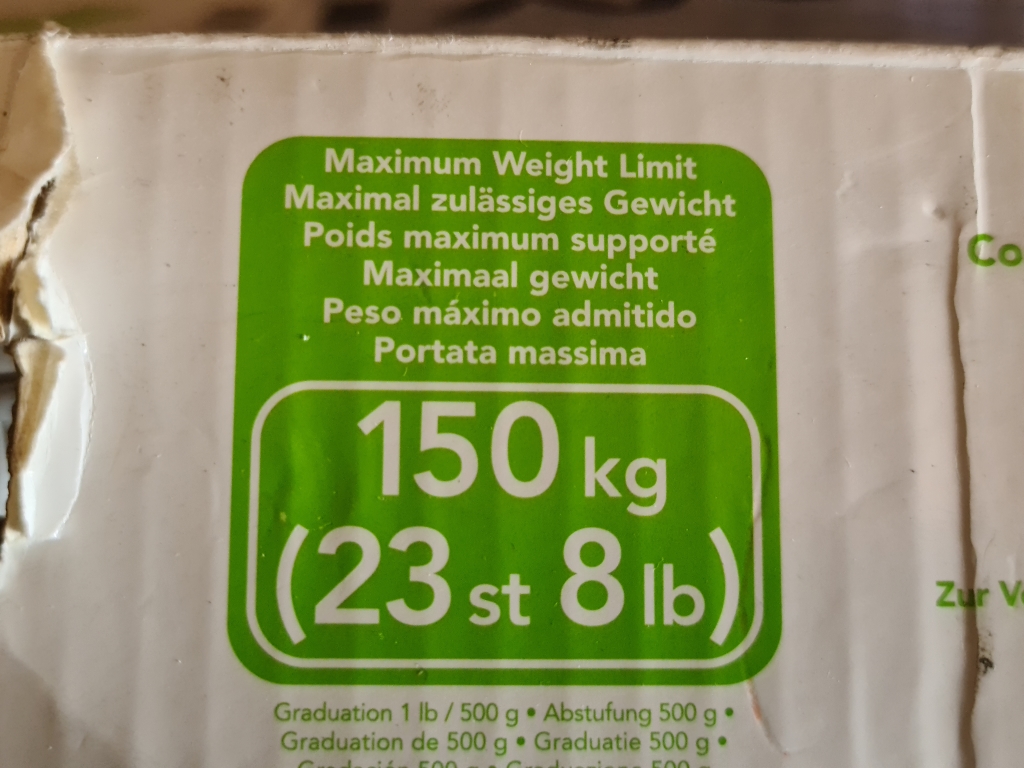 Maximum Weight Limit
Maximal zulässiges Gewicht
Poids maximum supporté
Maximaal gewicht
Peso máximo admitido
Portata massima
150 kg
(23 st 8 lb)
Graduation 1 lb / 500 g • Abstufung 500 g •
Graduation de 500 g • Graduatie 500 g •
Zur